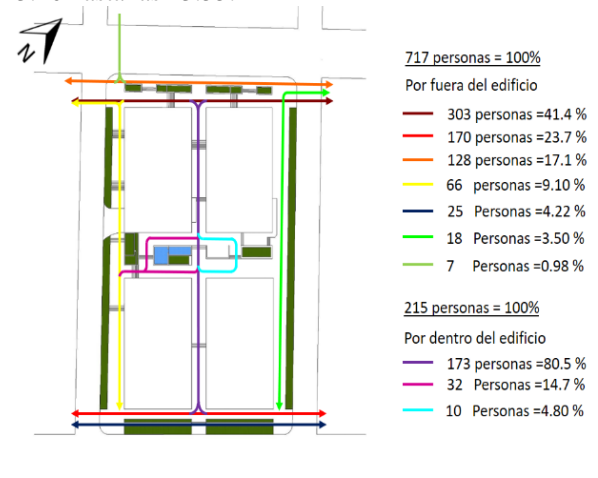 N
717 personas = 100%
Por fuera del edificio
303 personas =41.4 %
170 personas =23.7 %
128 personas =17.1 %
66 personas =9.10 %
25 Personas =4.22 %
18 Personas =3.50 %
7 Personas =0.98 %
215 personas = 100%
Por dentro del edificio
173 personas =80.5 %
32 Personas =14.7 %
10 Personas =4.80 %